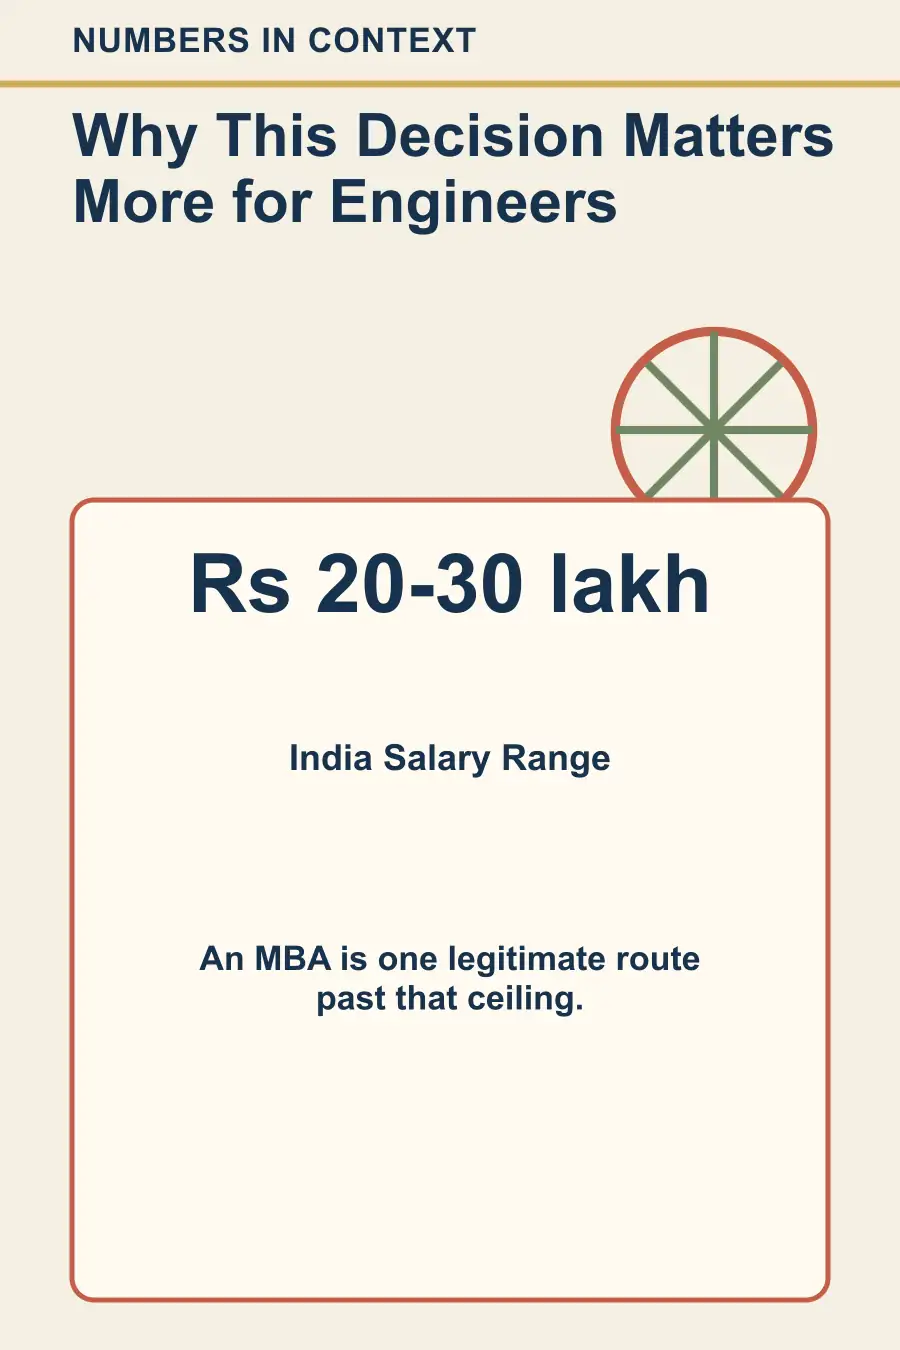 NUMBERS IN CONTEXT
Why This Decision Matters
More for Engineers
Rs 20-30 lakh
India Salary Range
An MBA is one legitimate route
past that ceiling.